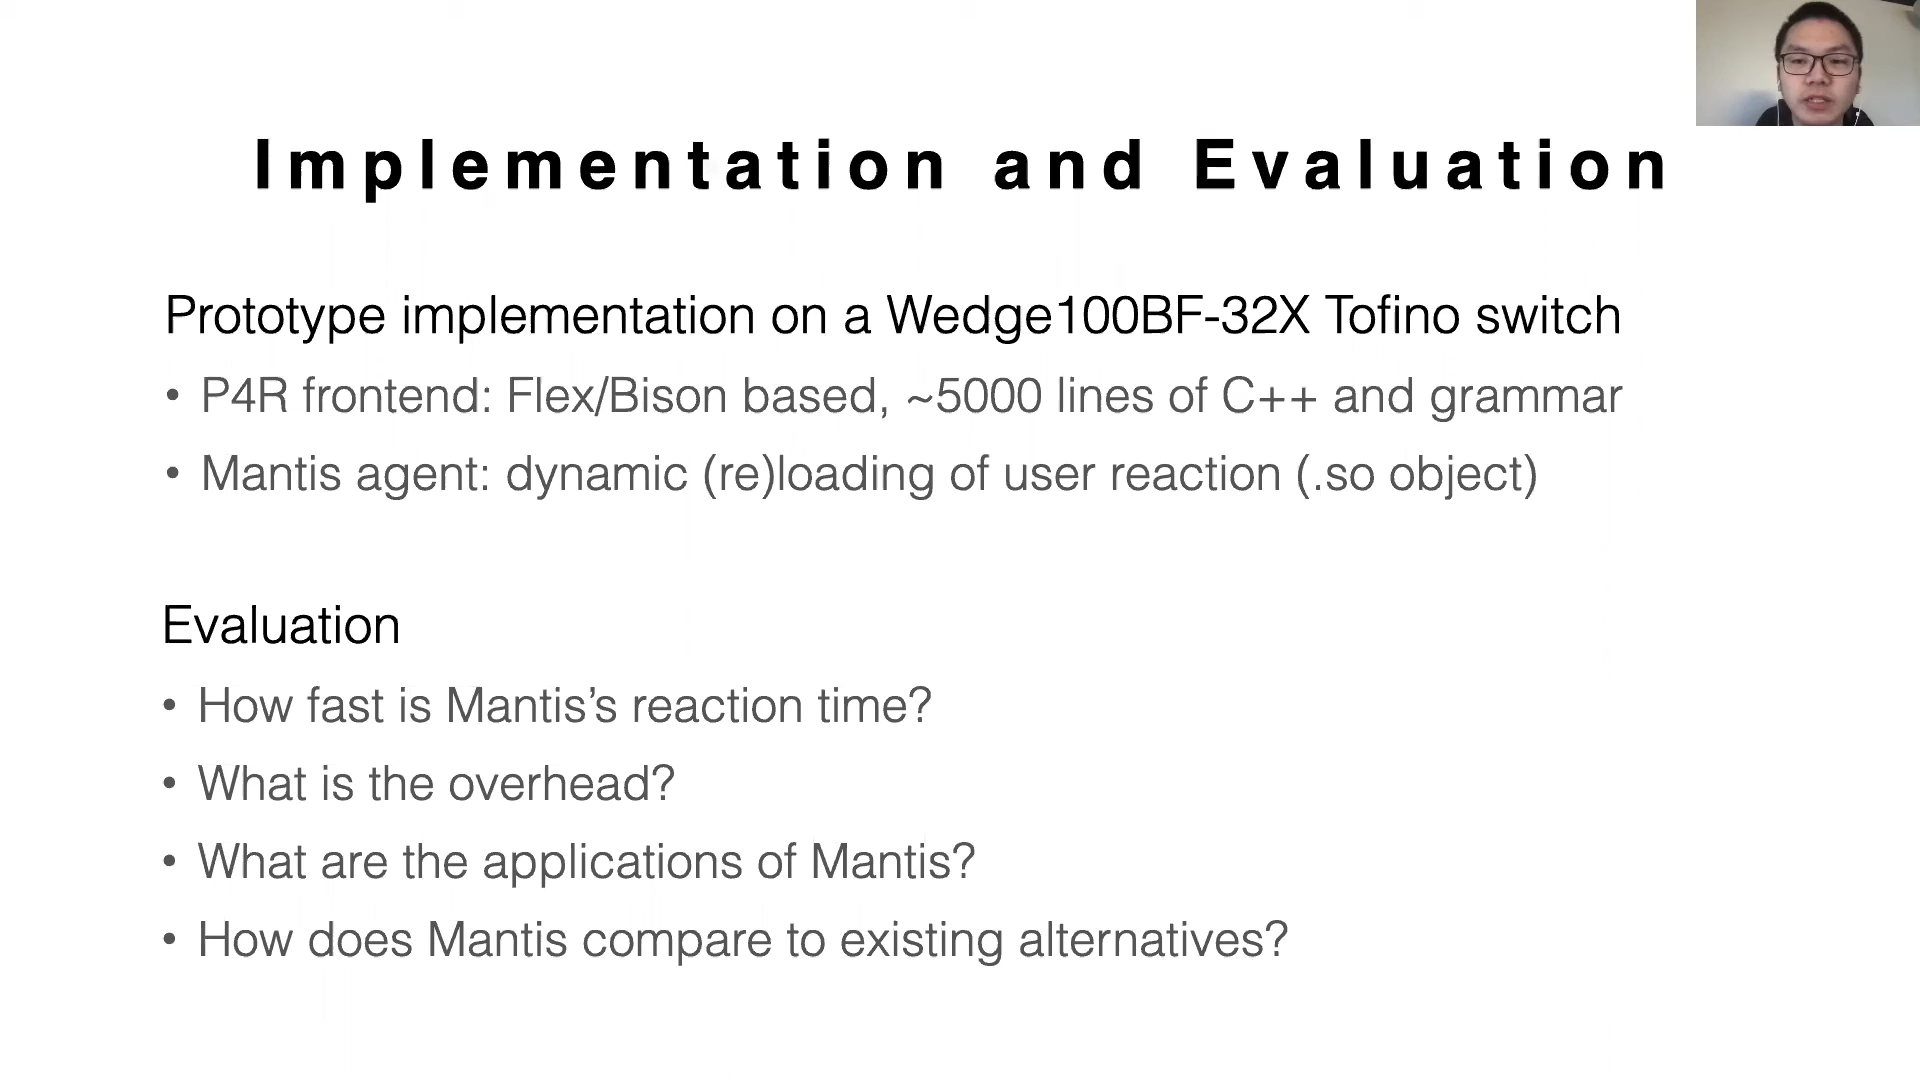 Implementation and Evaluation
Prototype implementation on a Wedge100BF-32X Tofino switch
• P4R frontend: Flex/Bison based, ~5000 lines of C++ and grammar
• Mantis agent: dynamic (re)loading of user reaction (.so object)
Evaluation
• How fast is Mantis’s reaction time?
• What is the overhead?
• What are the applications of Mantis?
• How does Mantis compare to existing alternatives?